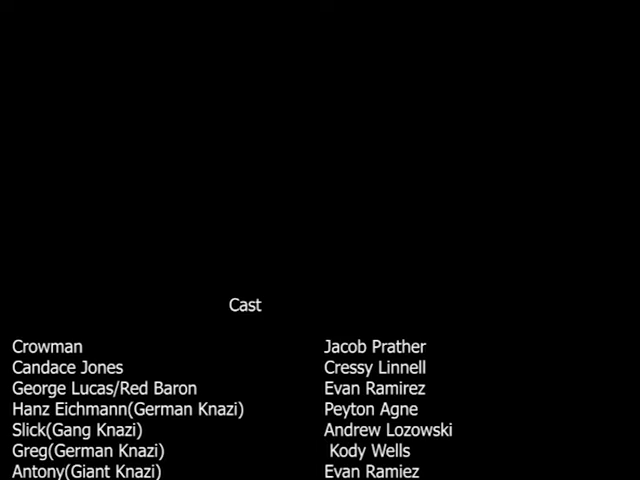 Cast
Crowman Jacob Prather
Candace Jones Cressy Linnell
George Lucas/Red Baron Evan Ramirez
Hanz Eichmann(German Knazi) Peyton Agne
Slick(Gang Knazi) Andrew Lozowski
Greg(German Knazi) Kody Wells
Antony(Giant Knazi) Evan Ramiez